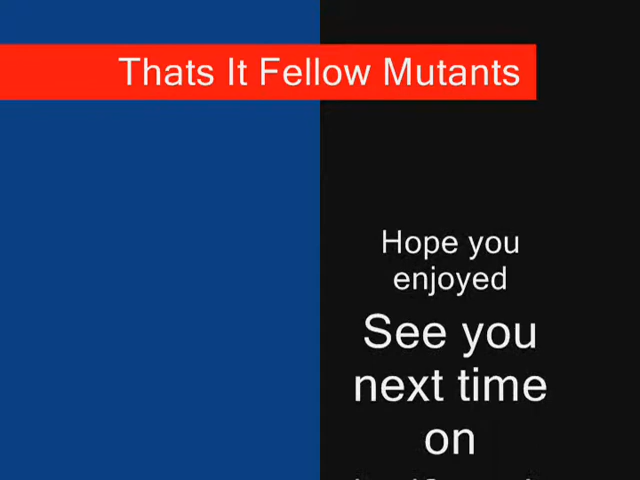 Thats It Fellow Mutants
Hope you
enjoyed
See you
next time
on